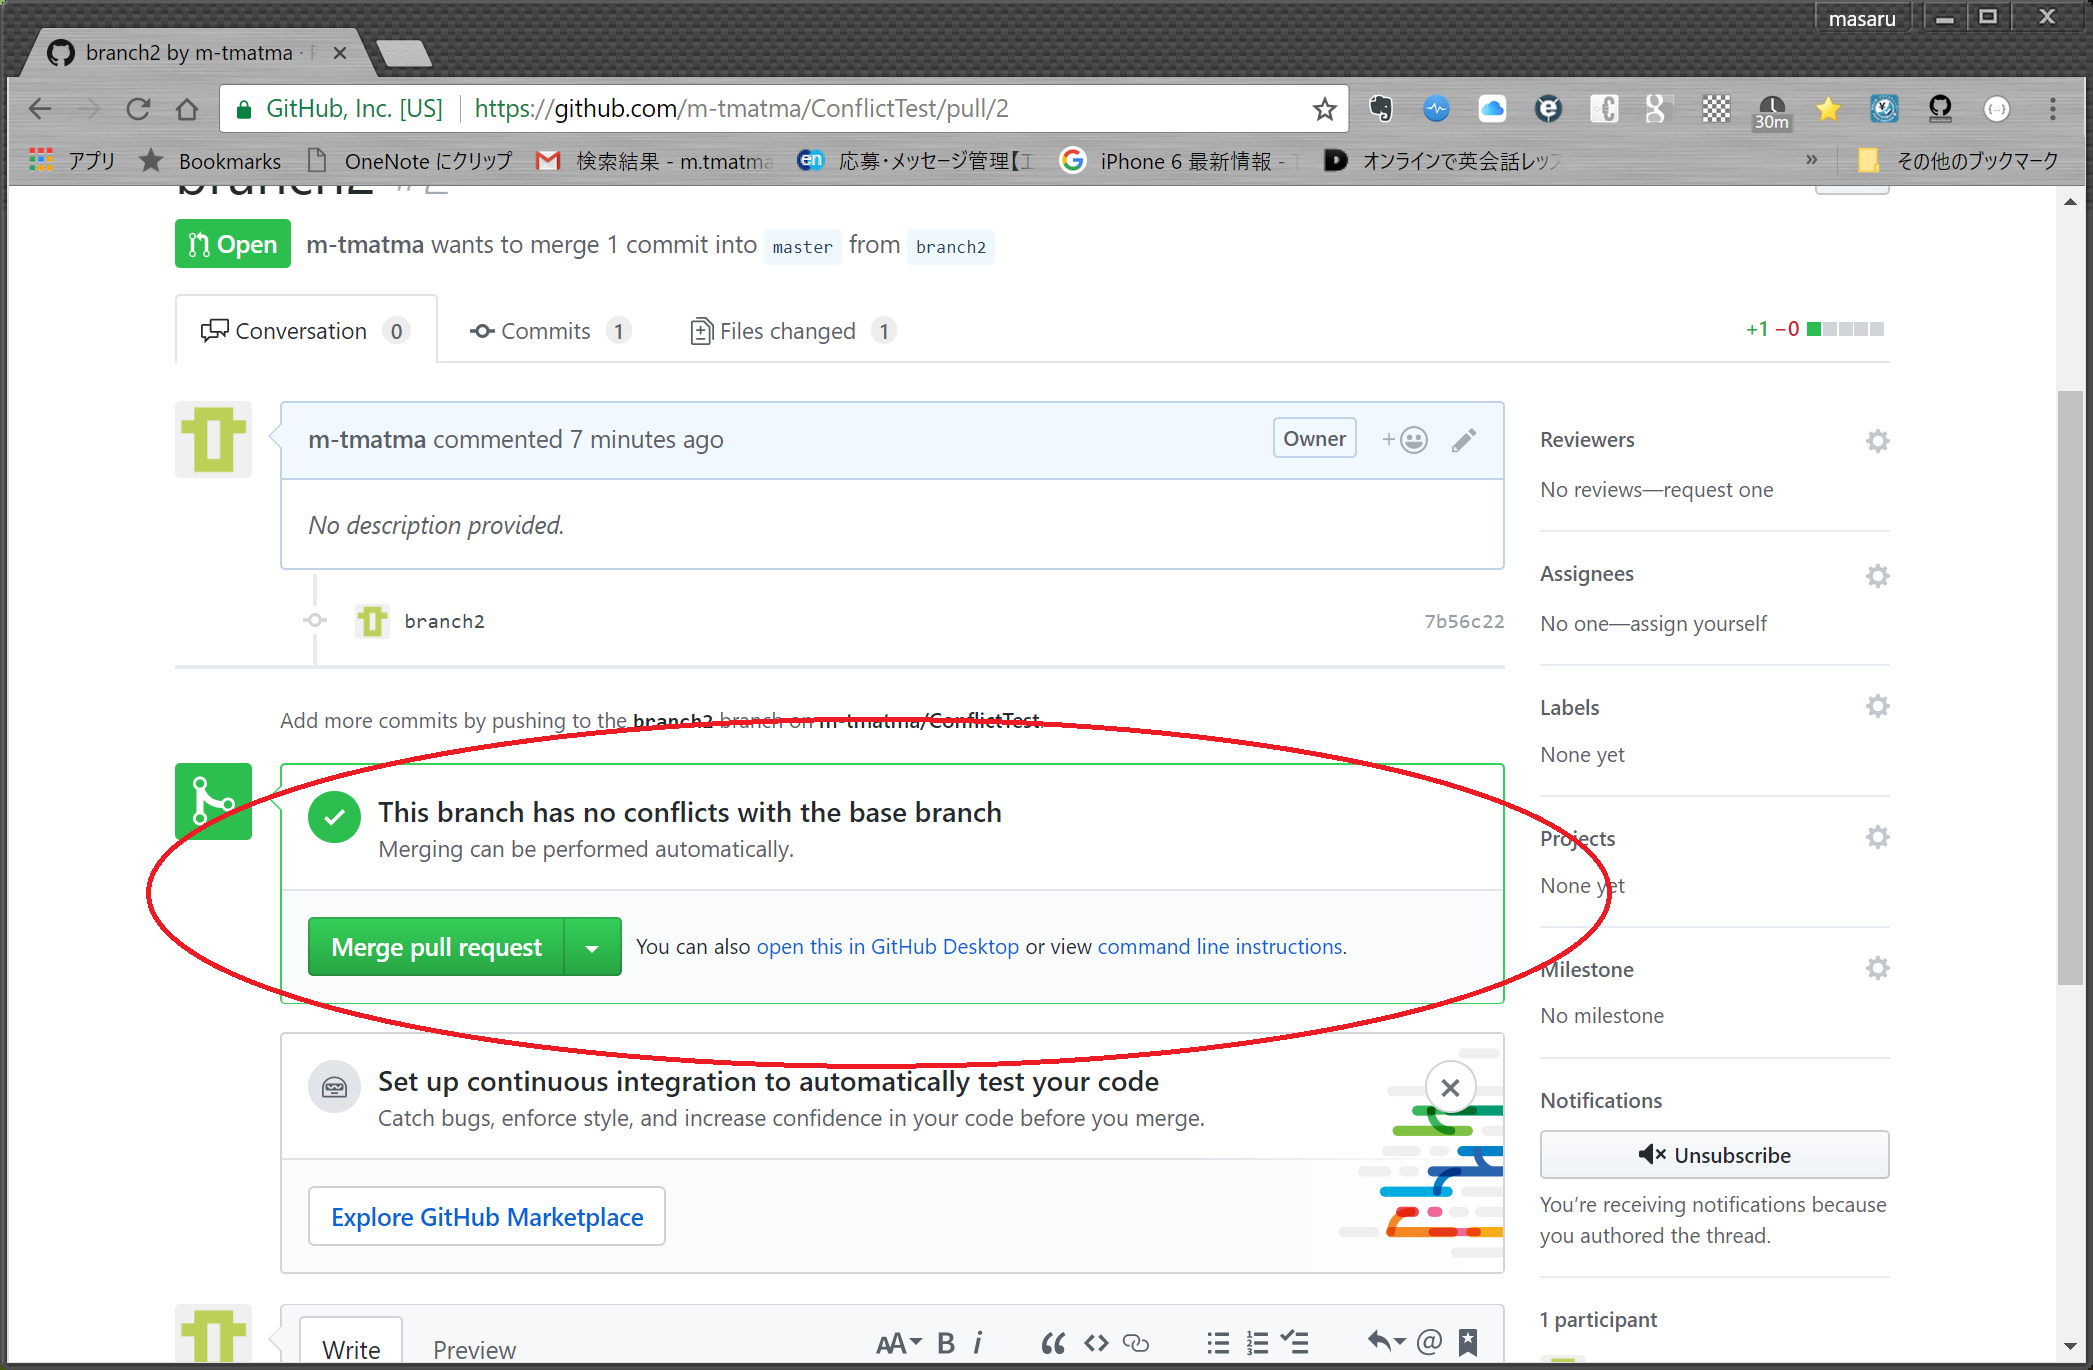 masaru
branch2 by m-tmatma ·
GitHub, Inc. [US] https://github.com/m-tmatma/ConflictTest/pull/2
30m
アプリ Bookmarks OneNote にクリップ 検索結果 - m.tmatma 応募・メッセージ管理【エ iPhone 6 最新情報 - オンラインで英会話レッス » その他のブックマーク
branch2 #2
Open m-tmatma wants to merge 1 commit into master from branch2
Conversation 0 Commits 1 Files changed 1 +1 −0
m-tmatma commented 7 minutes ago Owner
No description provided.
branch2 7b56c22
Add more commits by pushing to the branch2 branch on m-tmatma/ConflictTest.
This branch has no conflicts with the base branch
Merging can be performed automatically.
Merge pull request You can also open this in GitHub Desktop or view command line instructions.
Set up continuous integration to automatically test your code
Catch bugs, enforce style, and increase confidence in your code before you merge.
Explore GitHub Marketplace
Write Preview AA B i @
Reviewers
No reviews—request one
Assignees
No one—assign yourself
Labels
None yet
Projects
None yet
Milestone
No milestone
Notifications
Unsubscribe
You’re receiving notifications because
you authored the thread.
1 participant